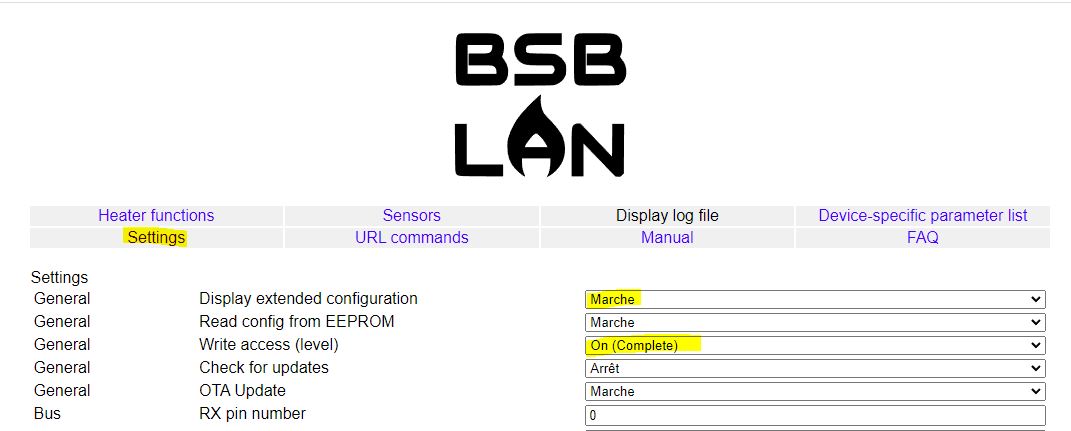 BSB
LAN
Heater functions Sensors Display log file Device-specific parameter list
Settings URL commands Manual FAQ
Settings
General Display extended configuration Marche
General Read config from EEPROM Marche
General Write access (level) On (Complete)
General Check for updates Arrêt
General OTA Update Marche
Bus RX pin number 0